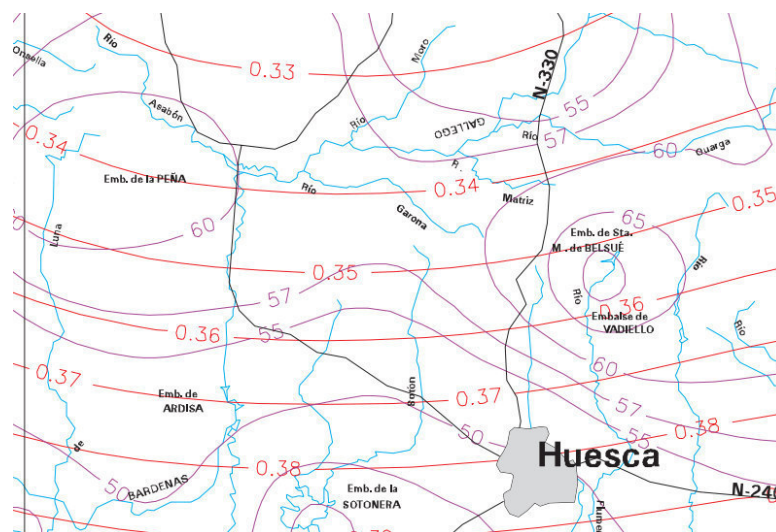 Onsella
Río
Asabón
Moro
0.33
N-330
55
GALLEGO
Río
Río
57
60
Guarga
0.34
R.
Emb. de la PEÑA
Río
0.34
Matriz
0.35
Garona
60
65
Luna
Emb. de Sta.
M. de BELSUÉ
Río
0.35
57
Río
0.36
55
0.36
Embalse de
VADIELLO
Río
60
0.37
Emb. de
ARDISA
Sotón
0.37
57
50
0.38
55
de
0.38
Huesca
50
BARDENAS
Emb. de la
SOTONERA
N-240
Flumen